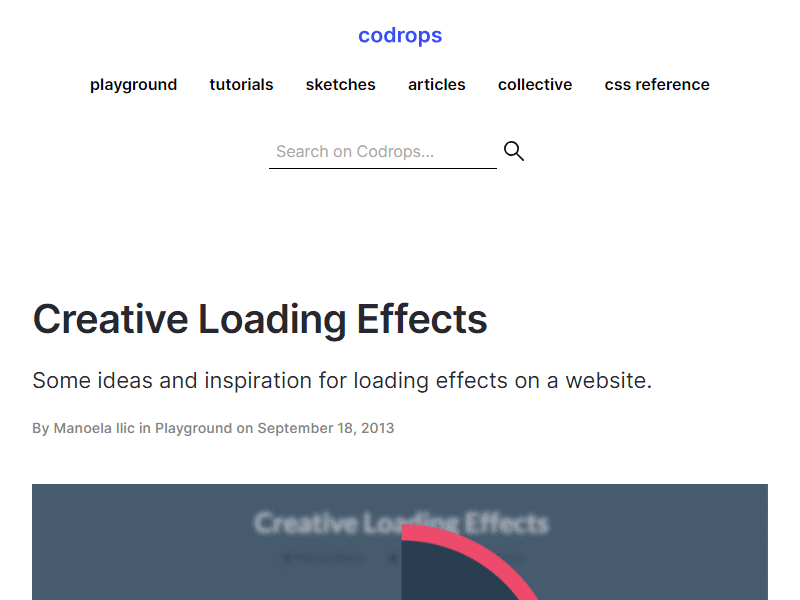 codrops
playground tutorials sketches articles collective css reference
Search on Codrops...
Creative Loading Effects
Some ideas and inspiration for loading effects on a website.
By Manoela Ilic in Playground on September 18, 2013
Creative Loading Effects